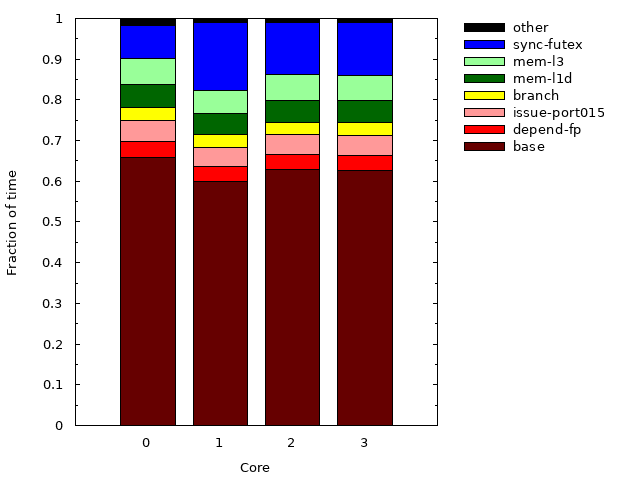 1
0.9
0.8
0.7
0.6
0.5
0.4
0.3
0.2
0.1
0
Fraction of time
0 1 2 3
Core
other
sync-futex
mem-l3
mem-l1d
branch
issue-port015
depend-fp
base